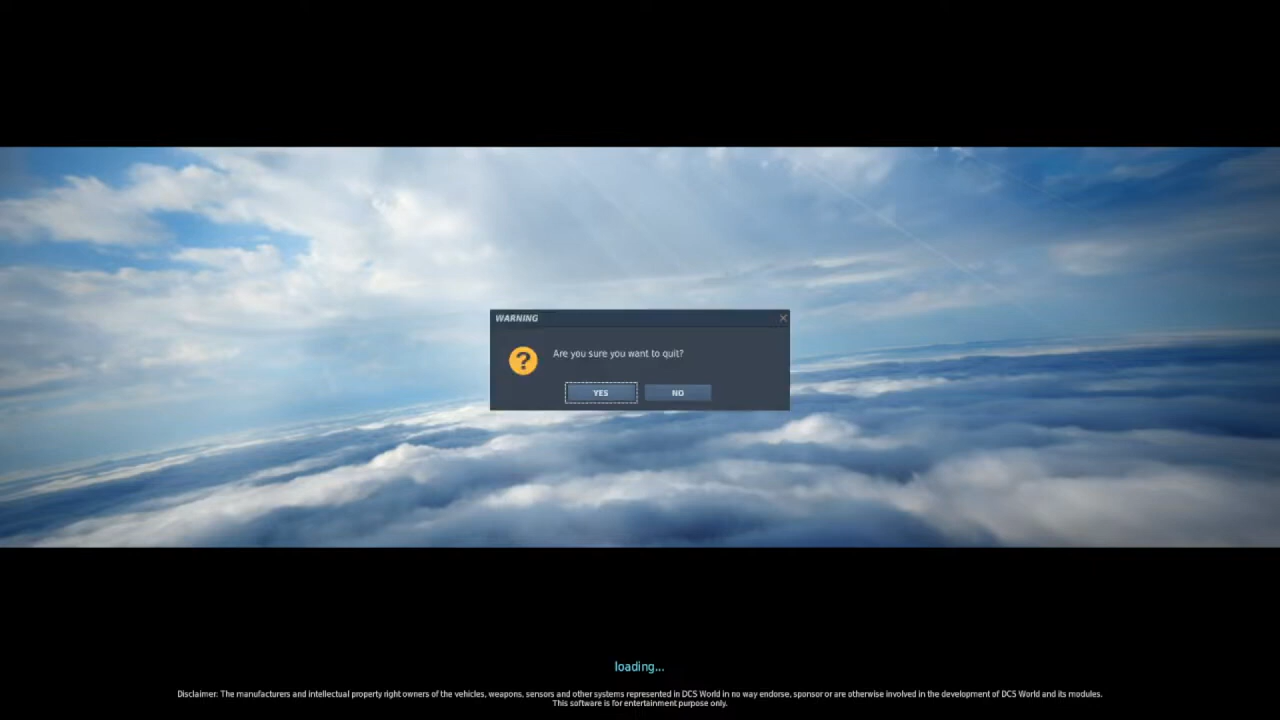 WARNING
Are you sure you want to quit?
YES
NO
loading...
Disclaimer: The manufacturers and intellectual property right owners of the vehicles, weapons, sensors and other systems represented in DCS World in no way endorse, sponsor or are otherwise involved in the development of DCS World and its modules.
This software is for entertainment purpose only.